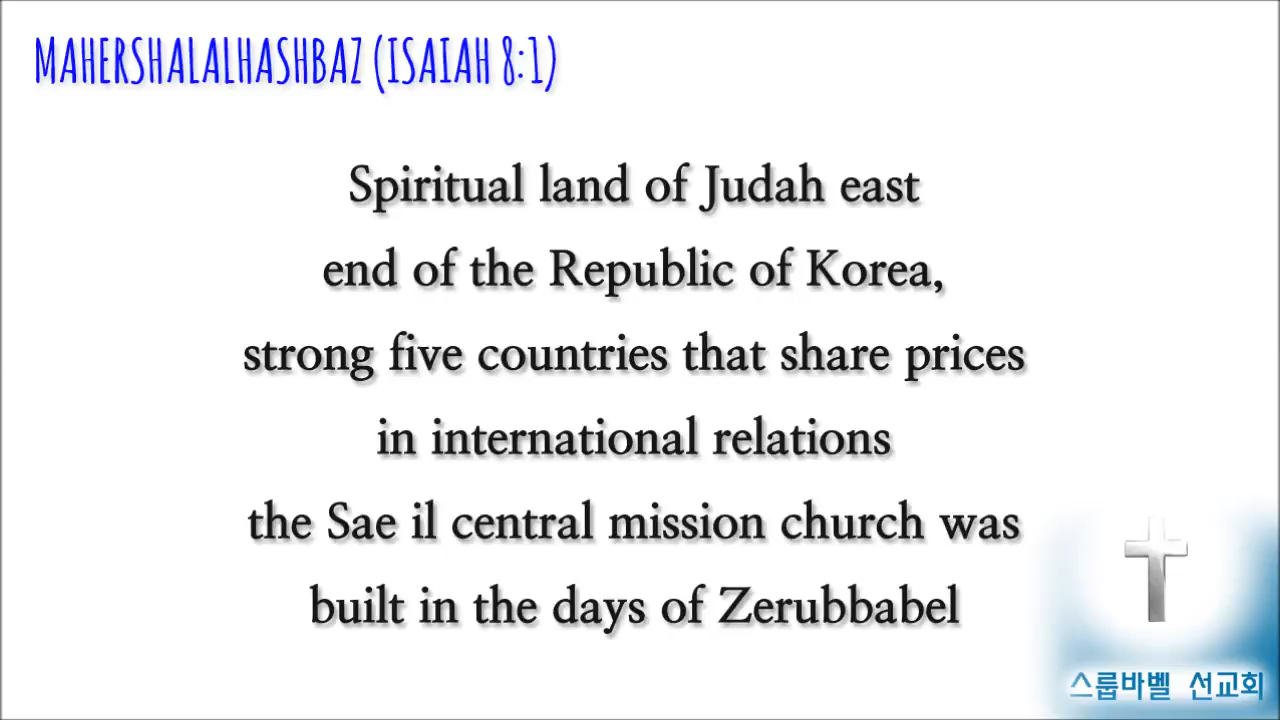 MAHERSHALALHASHBAZ (ISAIAH 8:1)
Spiritual land of Judah east
end of the Republic of Korea,
strong five countries that share prices
in international relations
the Sae il central mission church was
built in the days of Zerubbabel
스룹바벨 선교회